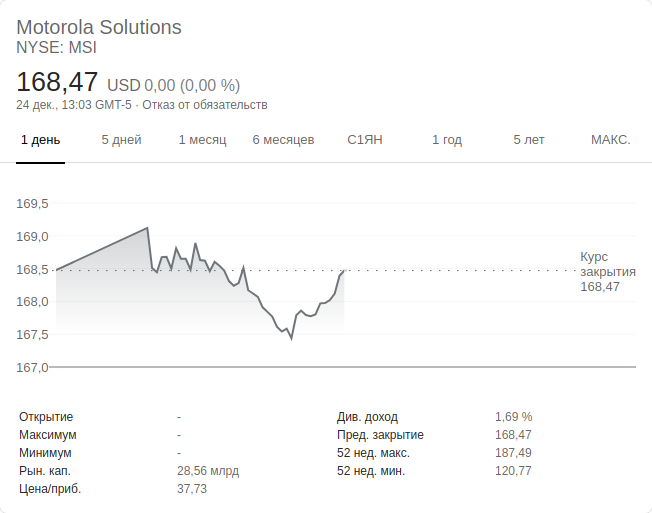 Motorola Solutions
NYSE: MSI
168,47 USD 0,00 (0,00 %)
24 дек., 13:03 GMT-5 · Отказ от обязательств
1 день 5 дней 1 месяц 6 месяцев С1ЯН 1 год 5 лет МАКС.
169,5
169,0
168,5
168,0
167,5
167,0
Курс
закрытия
168,47
Открытие -
Максимум -
Минимум -
Рын. кап. 28,56 млрд
Цена/приб. 37,73
Див. доход 1,69 %
Пред. закрытие 168,47
52 нед. макс. 187,49
52 нед. мин. 120,77